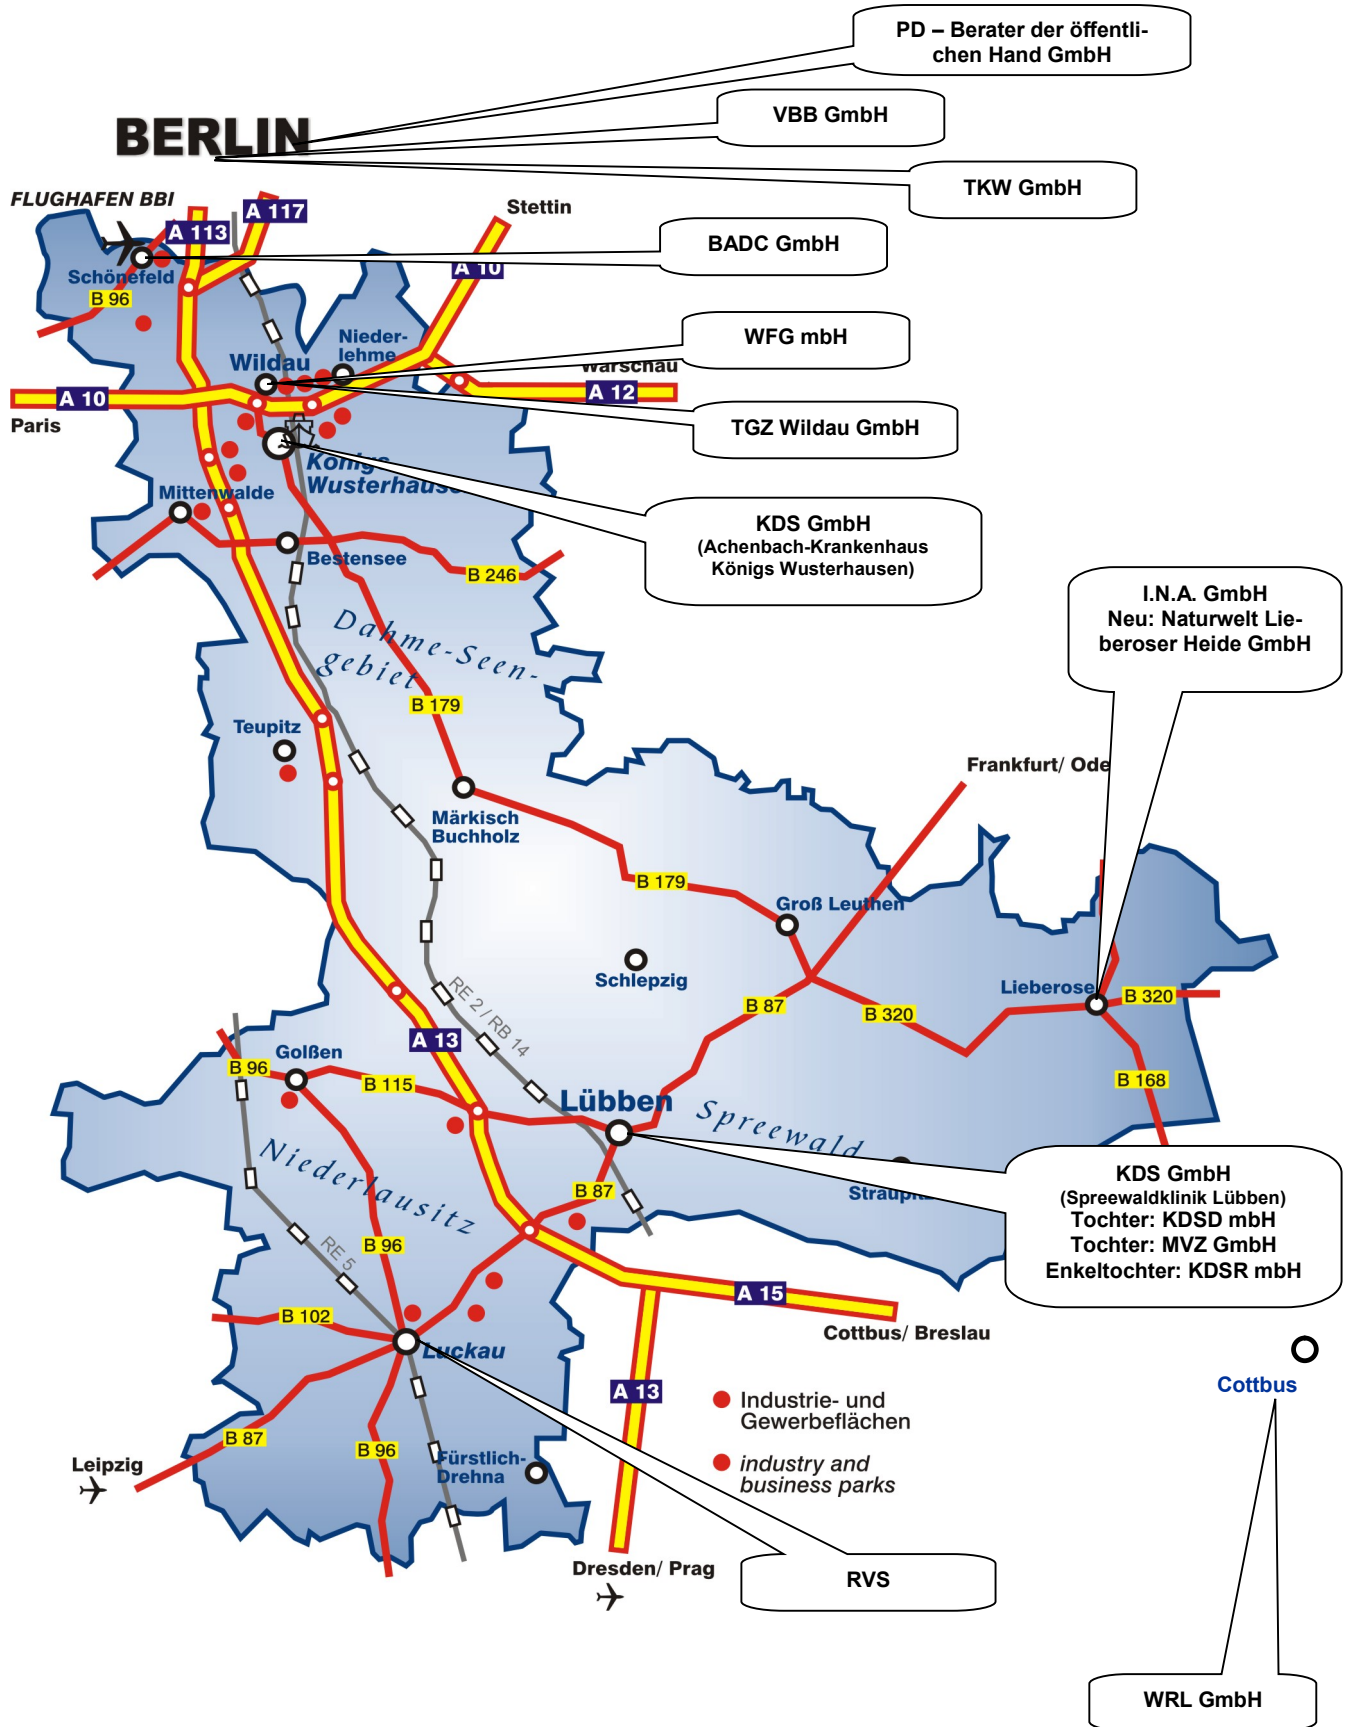 PD – Berater der öffentli-
chen Hand GmbH
VBB GmbH
BERLIN
TKW GmbH
FLUGHAFEN BBI
A 117
Stettin
A 113
BADC GmbH
A 10
Schönefeld
B 96
WFG mbH
Nieder-
lehme
Wildau
Warschau
A 10
A 12
Paris
TGZ Wildau GmbH
Königs
Wusterhause
Mittenwalde
KDS GmbH
(Achenbach-Krankenhaus
Königs Wusterhausen)
Bestensee
B 246
I.N.A. GmbH
Neu: Naturwelt Lie-
beroser Heide GmbH
Dahme-Seen-
gebiet
B 179
Teupitz
Frankfurt/ Ode
Märkisch
Buchholz
B 179
Groß Leuthen
Schlepzig
Lieberose
B 320
B 87
B 320
RE 2 / RB 14
A 13
Golßen
B 96
B 115
B 168
Lübben
Spreewald
Niederlausitz
KDS GmbH
(Spreewaldklinik Lübben)
Tochter: KDSD mbH
Tochter: MVZ GmbH
Enkeltochter: KDSR mbH
B 87
Straupit
B 96
RE 5
A 15
B 102
Cottbus/ Breslau
Luckau
Cottbus
A 13
Industrie- und
Gewerbeflächen
B 87
B 96
Leipzig
Fürstlich-
Drehna
industry and
business parks
Dresden/ Prag
RVS
WRL GmbH